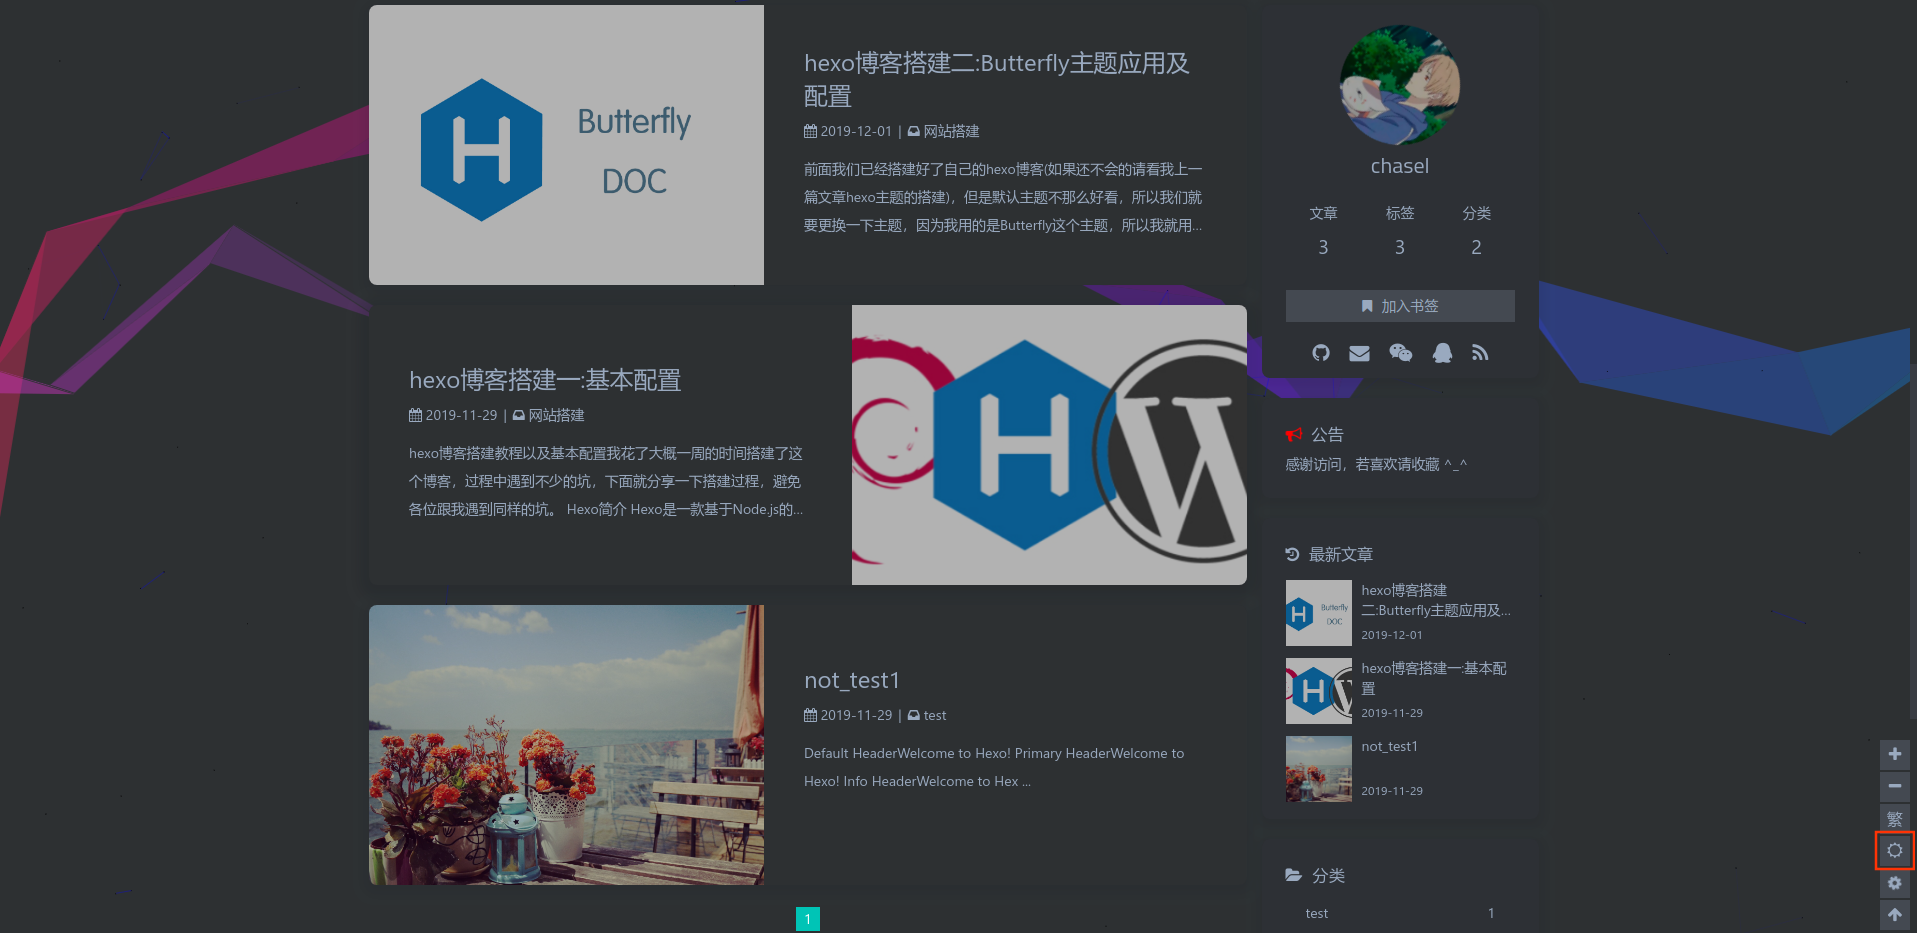 Butterfly
DOC
hexo博客搭建二:Butterfly主题应用及
配置
2019-12-01 | 网站搭建
前面我们已经搭建好了自己的hexo博客(如果还不会的请看我上一
篇文章hexo主题的搭建)，但是默认主题不那么好看，所以我们就
要更换一下主题，因为我用的是Butterfly这个主题，所以我就用...
hexo博客搭建一:基本配置
2019-11-29 | 网站搭建
hexo博客搭建教程以及基本配置我花了大概一周的时间搭建了这
个博客，过程中遇到不少的坑，下面就分享一下搭建过程，避免
各位跟我遇到同样的坑。 Hexo简介 Hexo是一款基于Node.js的...
not_test1
2019-11-29 | test
Default HeaderWelcome to Hexo! Primary HeaderWelcome to
Hexo! Info HeaderWelcome to Hex ...
1
chasel
文章 标签 分类
3 3 2
加入书签
公告
感谢访问，若喜欢请收藏 ^_^
最新文章
Butterfly
DOC
hexo博客搭建
二:Butterfly主题应用及...
2019-12-01
hexo博客搭建一:基本配
置
2019-11-29
not_test1
2019-11-29
分类
test 1
繁